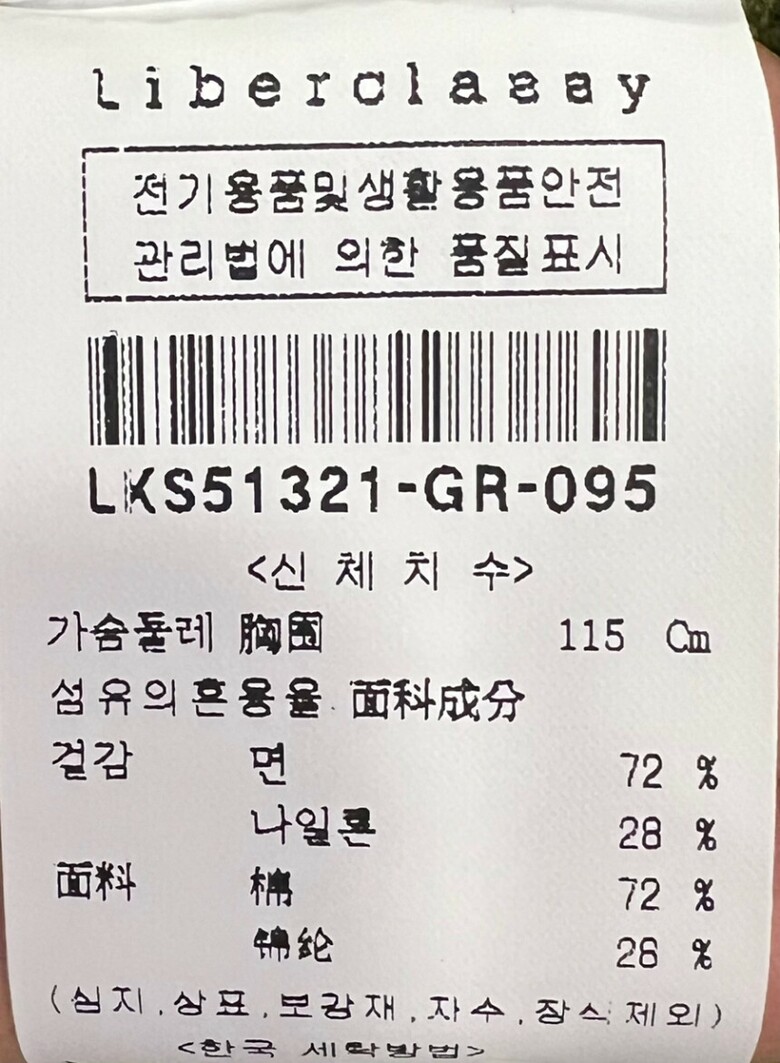 Liberclassy
전기용품및생활용품안전
관리법에 의한 품질표시
LKS51321-GR-095
<신 체 치 수>
가슴둘레 胸围 115 Cm
섬유의혼용율 面料成分
겉감 면 72 %
나일론 28 %
面料 棉 72 %
锦纶 28 %
(심지,상표,보강재,자수,장식제외)
<한국 세탁방법>